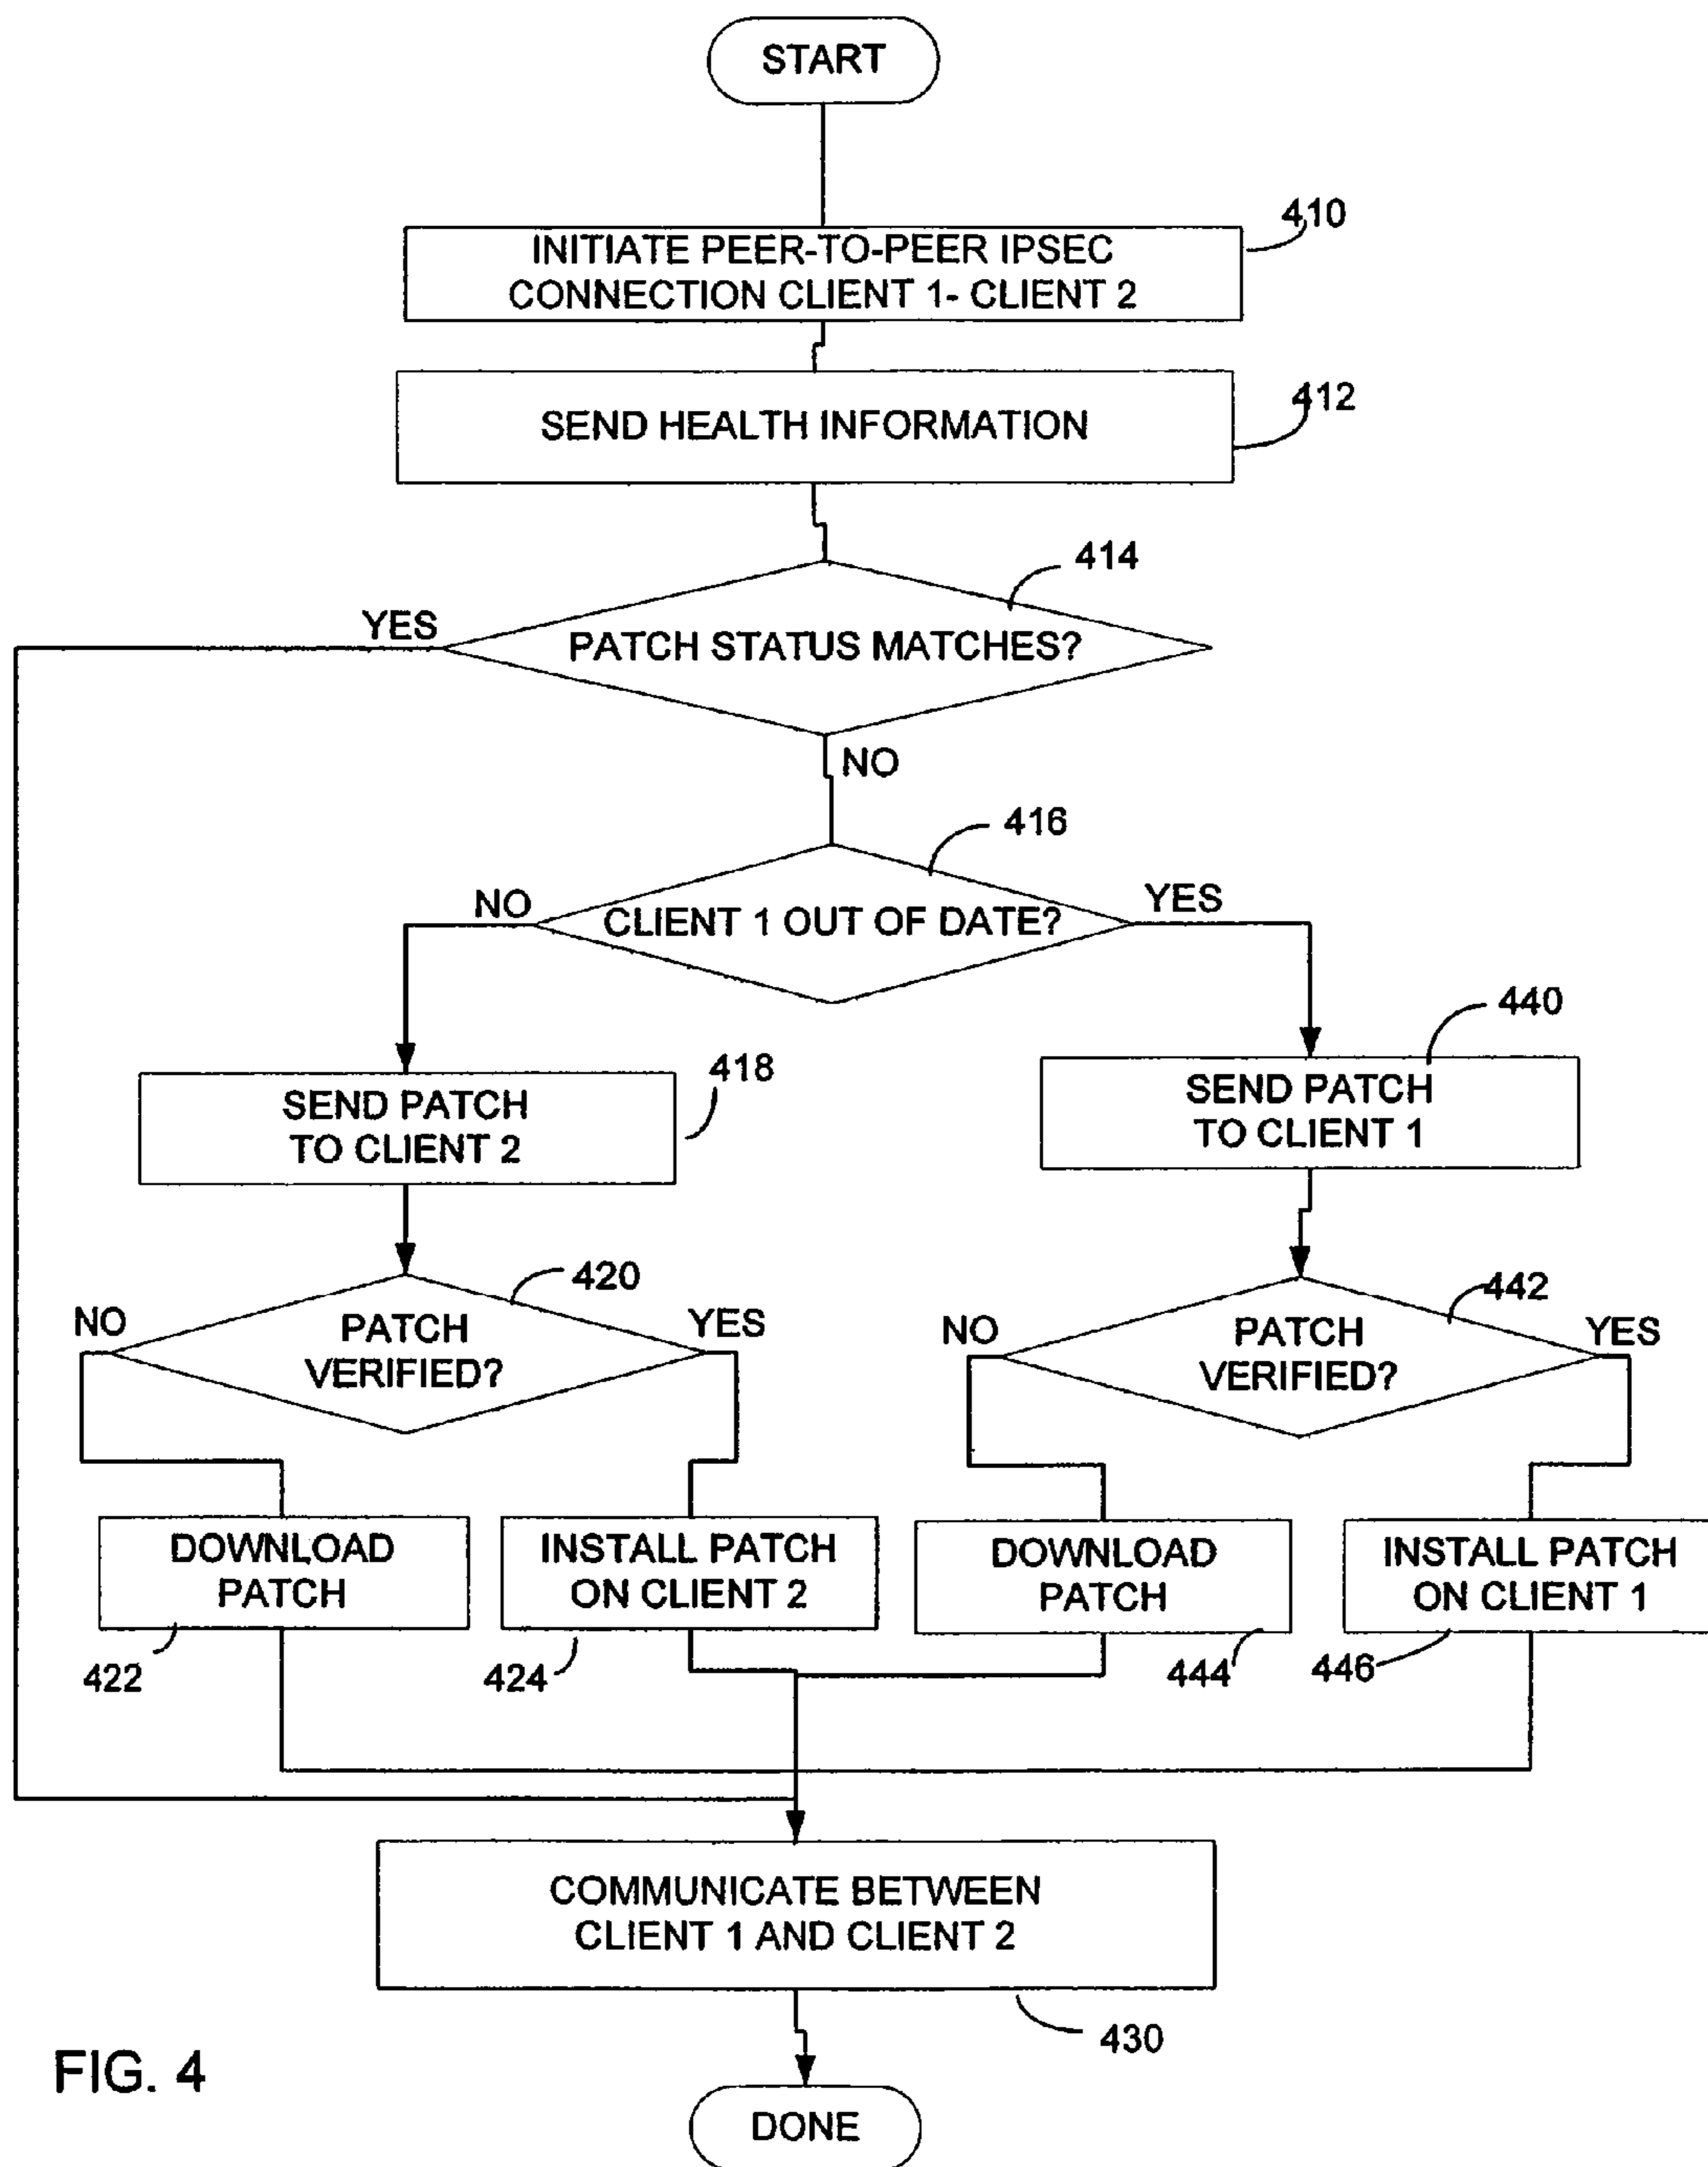 START
410
INITIATE PEER-TO-PEER IPSEC
CONNECTION CLIENT 1- CLIENT 2
412
SEND HEALTH INFORMATION
414
YES
PATCH STATUS MATCHES?
NO
416
NO
CLIENT 1 OUT OF DATE?
YES
440
418
SEND PATCH
TO CLIENT 2
SEND PATCH
TO CLIENT 1
420
442
NO
PATCH
VERIFIED?
YES
NO
PATCH
VERIFIED?
YES
DOWNLOAD
PATCH
INSTALL PATCH
ON CLIENT 2
DOWNLOAD
PATCH
INSTALL PATCH
ON CLIENT 1
422
424
444
446
COMMUNICATE BETWEEN
CLIENT 1 AND CLIENT 2
430
FIG. 4
DONE